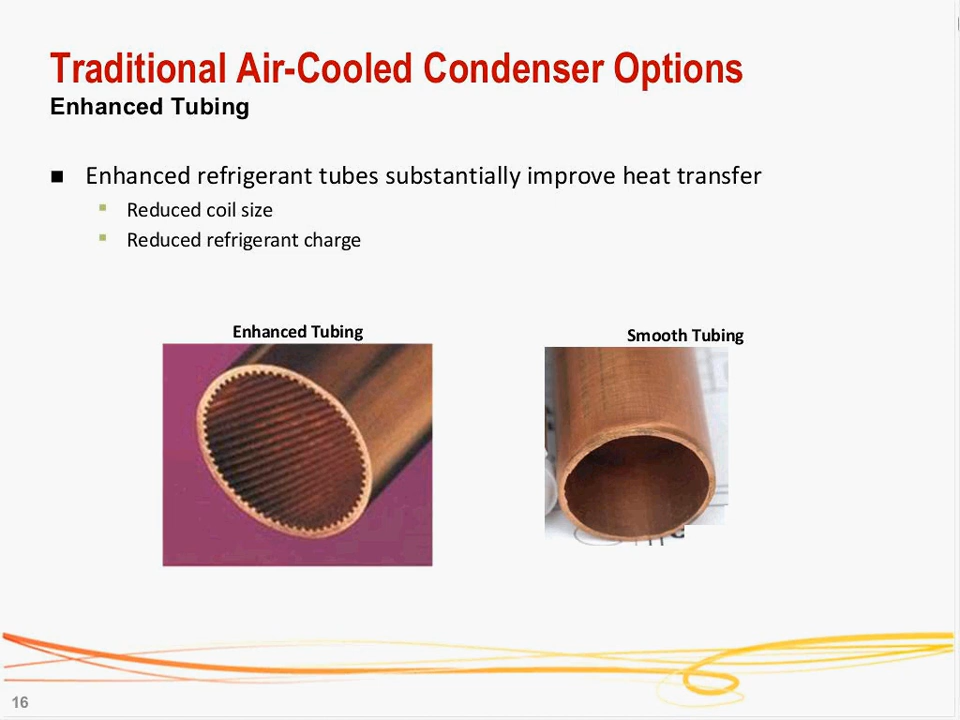 Traditional Air-Cooled Condenser Options
Enhanced Tubing
Enhanced refrigerant tubes substantially improve heat transfer
Reduced coil size
Reduced refrigerant charge
Enhanced Tubing
Smooth Tubing
16